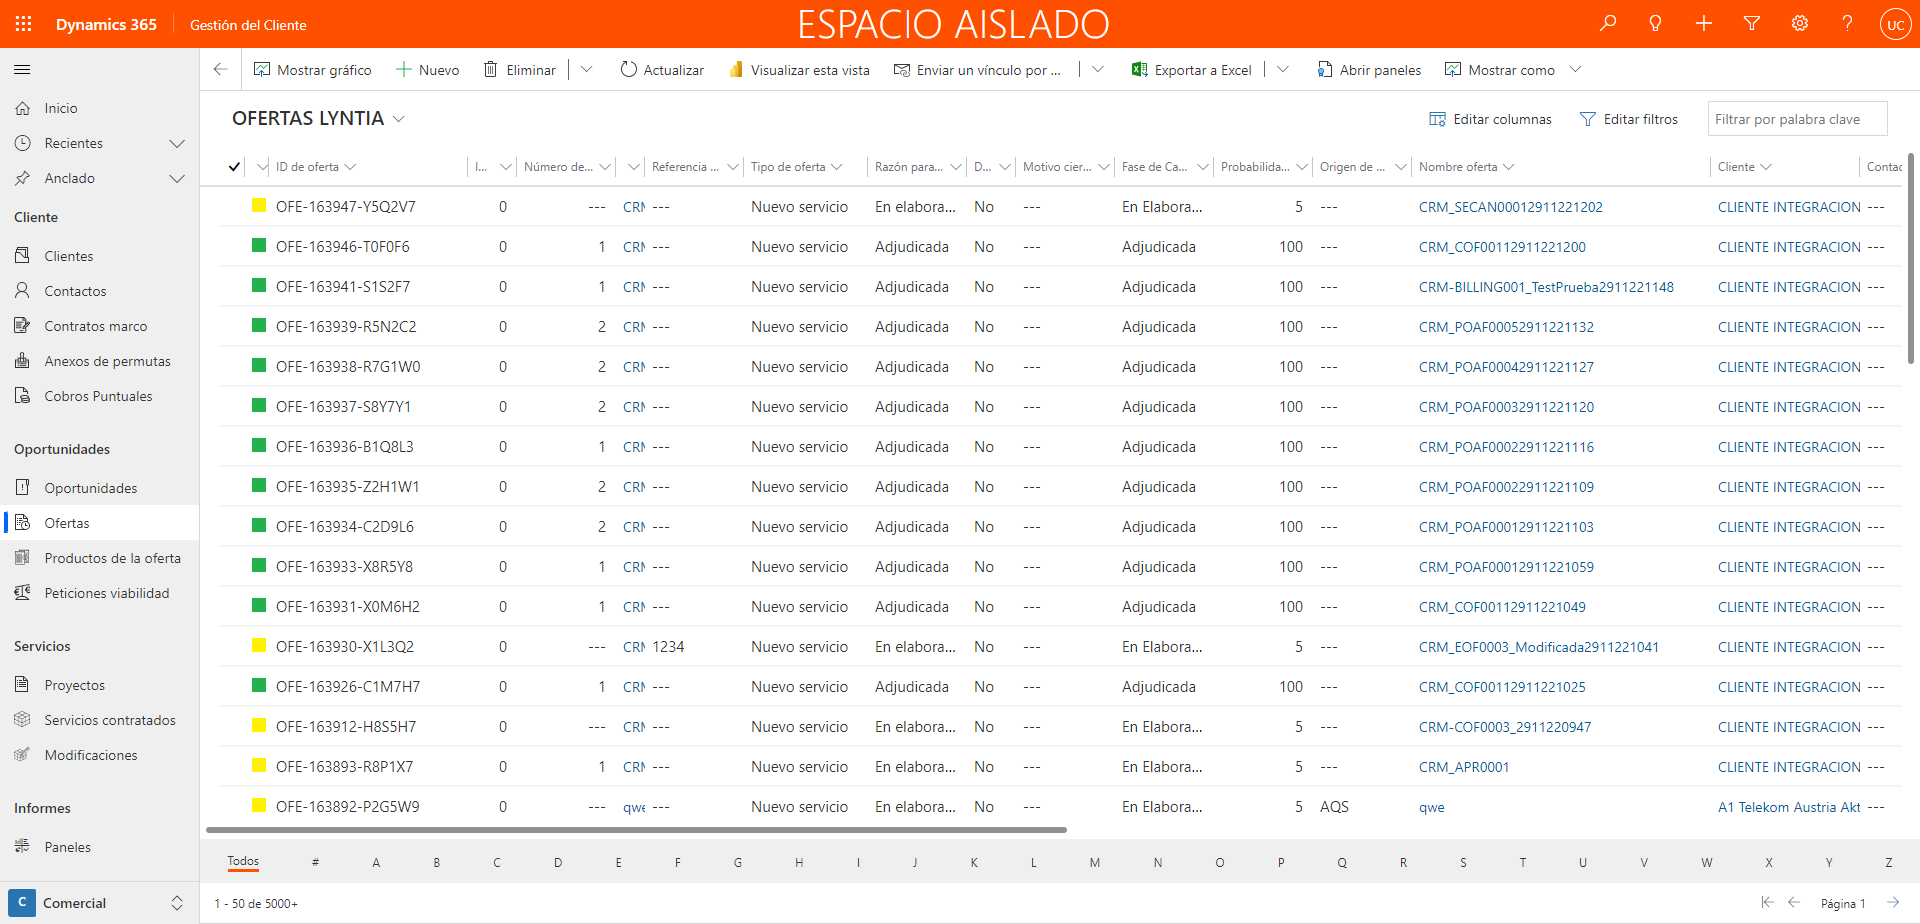 Dynamics 365 Gestión del Cliente ESPACIO AISLADO UC
Mostrar gráfico Nuevo Eliminar Actualizar Visualizar esta vista Enviar un vínculo por ... Exportar a Excel Abrir paneles Mostrar como
Inicio
Recientes
Anclado
Cliente
Clientes
Contactos
Contratos marco
Anexos de permutas
Cobros Puntuales
Oportunidades
Oportunidades
Ofertas
Productos de la oferta
Peticiones viabilidad
Servicios
Proyectos
Servicios contratados
Modificaciones
Informes
Paneles
C Comercial
OFERTAS LYNTIA Editar columnas Editar filtros Filtrar por palabra clave
ID de oferta I... Número de... Referencia ... Tipo de oferta Razón para... D... Motivo cier... Fase de Ca... Probabilida... Origen de ... Nombre oferta Cliente Contac
OFE-163947-Y5Q2V7 0 --- CRM --- Nuevo servicio En elabora... No --- En Elabora... 5 --- CRM_SECAN00012911221202 CLIENTE INTEGRACION ---
OFE-163946-T0F0F6 0 1 CRM --- Nuevo servicio Adjudicada No --- Adjudicada 100 --- CRM_COF00112911221200 CLIENTE INTEGRACION ---
OFE-163941-S1S2F7 0 1 CRM --- Nuevo servicio Adjudicada No --- Adjudicada 100 --- CRM-BILLING001_TestPrueba2911221148 CLIENTE INTEGRACION ---
OFE-163939-R5N2C2 0 2 CRM --- Nuevo servicio Adjudicada No --- Adjudicada 100 --- CRM_POAF00052911221132 CLIENTE INTEGRACION ---
OFE-163938-R7G1W0 0 2 CRM --- Nuevo servicio Adjudicada No --- Adjudicada 100 --- CRM_POAF00042911221127 CLIENTE INTEGRACION ---
OFE-163937-S8Y7Y1 0 2 CRM --- Nuevo servicio Adjudicada No --- Adjudicada 100 --- CRM_POAF00032911221120 CLIENTE INTEGRACION ---
OFE-163936-B1Q8L3 0 1 CRM --- Nuevo servicio Adjudicada No --- Adjudicada 100 --- CRM_POAF00022911221116 CLIENTE INTEGRACION ---
OFE-163935-Z2H1W1 0 2 CRM --- Nuevo servicio Adjudicada No --- Adjudicada 100 --- CRM_POAF00022911221109 CLIENTE INTEGRACION ---
OFE-163934-C2D9L6 0 2 CRM --- Nuevo servicio Adjudicada No --- Adjudicada 100 --- CRM_POAF00012911221103 CLIENTE INTEGRACION ---
OFE-163933-X8R5Y8 0 1 CRM --- Nuevo servicio Adjudicada No --- Adjudicada 100 --- CRM_POAF00012911221059 CLIENTE INTEGRACION ---
OFE-163931-X0M6H2 0 1 CRM --- Nuevo servicio Adjudicada No --- Adjudicada 100 --- CRM_COF00112911221049 CLIENTE INTEGRACION ---
OFE-163930-X1L3Q2 0 --- CRM 1234 Nuevo servicio En elabora... No --- En Elabora... 5 --- CRM_EOF0003_Modificada2911221041 CLIENTE INTEGRACION ---
OFE-163926-C1M7H7 0 1 CRM --- Nuevo servicio Adjudicada No --- Adjudicada 100 --- CRM_COF00112911221025 CLIENTE INTEGRACION ---
OFE-163912-H8S5H7 0 --- CRM --- Nuevo servicio En elabora... No --- En Elabora... 5 --- CRM-COF0003_2911220947 CLIENTE INTEGRACION ---
OFE-163893-R8P1X7 0 1 CRM --- Nuevo servicio En elabora... No --- En Elabora... 5 --- CRM_APR0001 CLIENTE INTEGRACION ---
OFE-163892-P2G5W9 0 --- qwe --- Nuevo servicio En elabora... No --- En Elabora... 5 AQS qwe A1 Telekom Austria Akt ---
Todos # A B C D E F G H I J K L M N O P Q R S T U V W X Y Z
1 - 50 de 5000+ Página 1